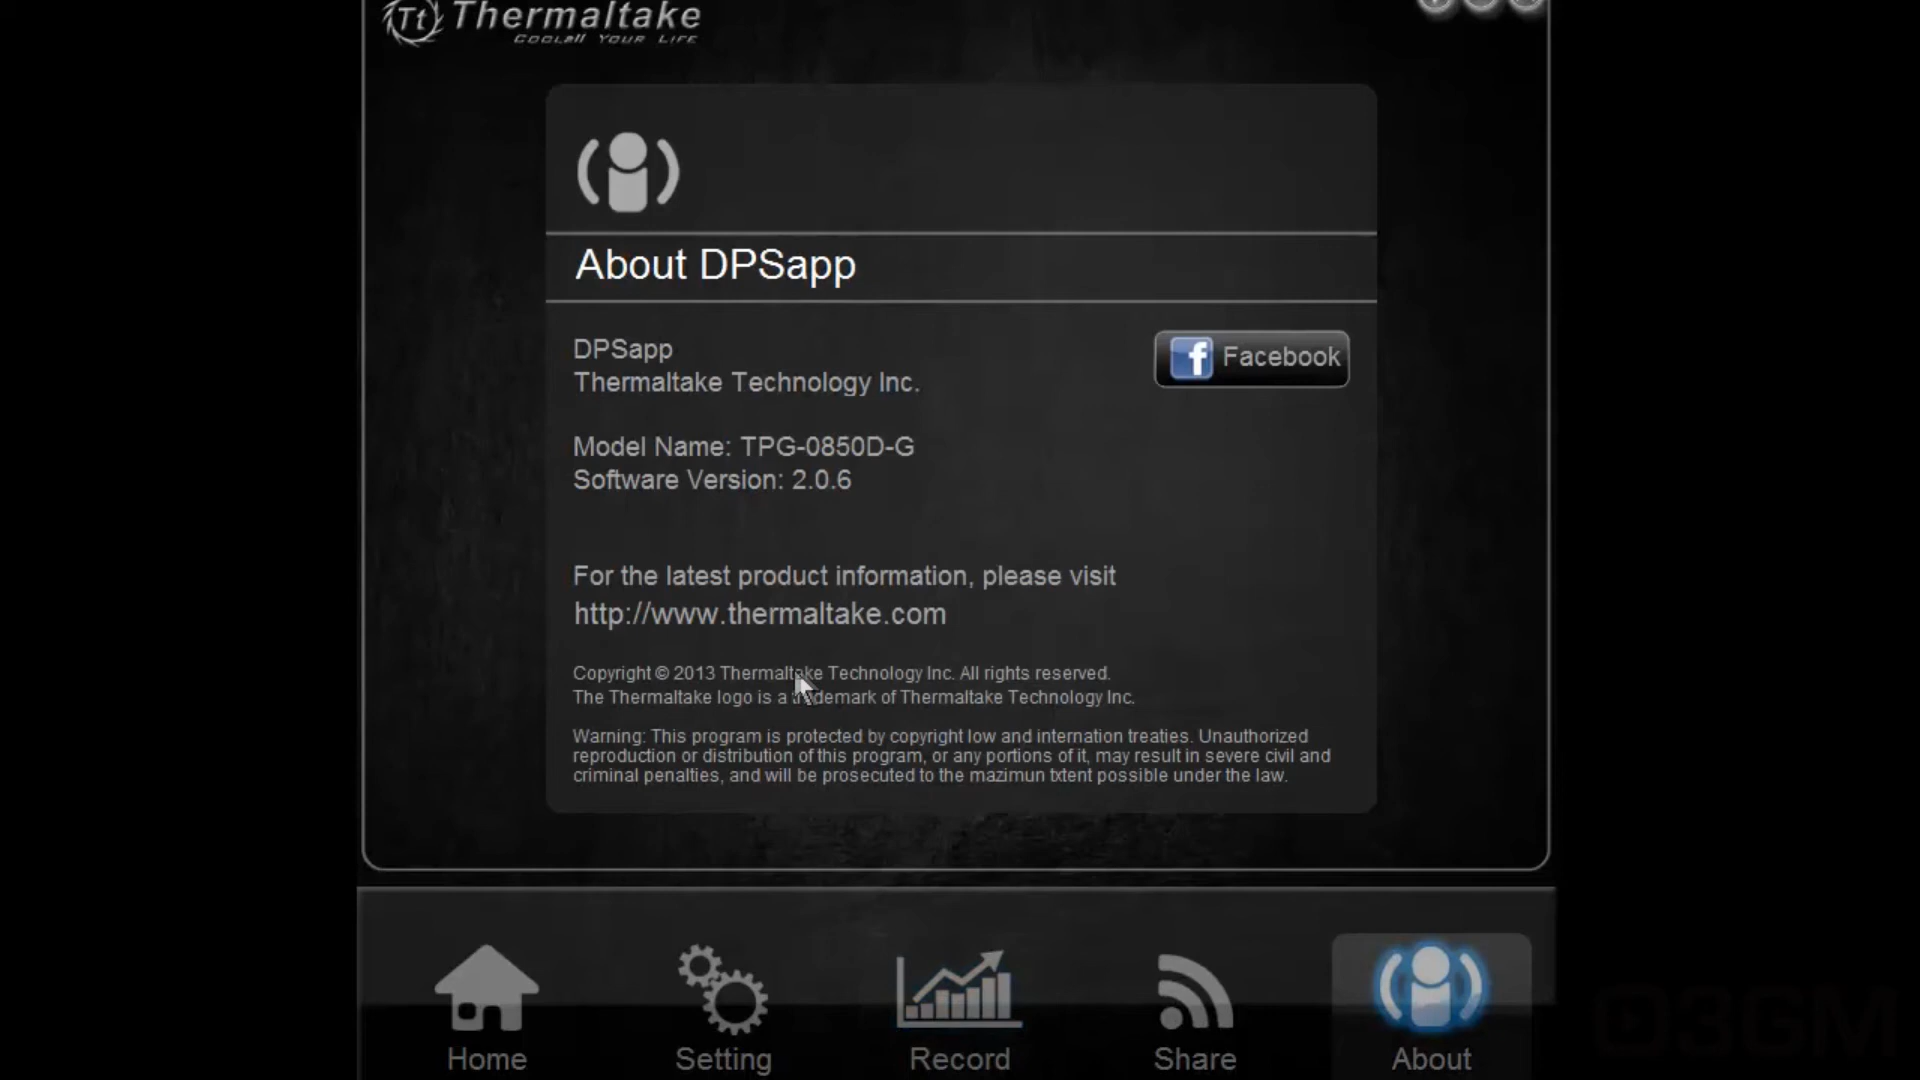 Tt Thermaltake
COOLall YOUR LIFE
About DPSapp
DPSapp
Facebook
Thermaltake Technology Inc.
Model Name: TPG-0850D-G
Software Version: 2.0.6
For the latest product information, please visit
http://www.thermaltake.com
Copyright © 2013 Thermaltake Technology Inc. All rights reserved.
The Thermaltake logo is a trademark of Thermaltake Technology Inc.
Warning: This program is protected by copyright low and internation treaties. Unauthorized
reproduction or distribution of this program, or any portions of it, may result in severe civil and
criminal penalties, and will be prosecuted to the mazimun txtent possible under the law.
Home
Setting
Record
Share
About
O3GM